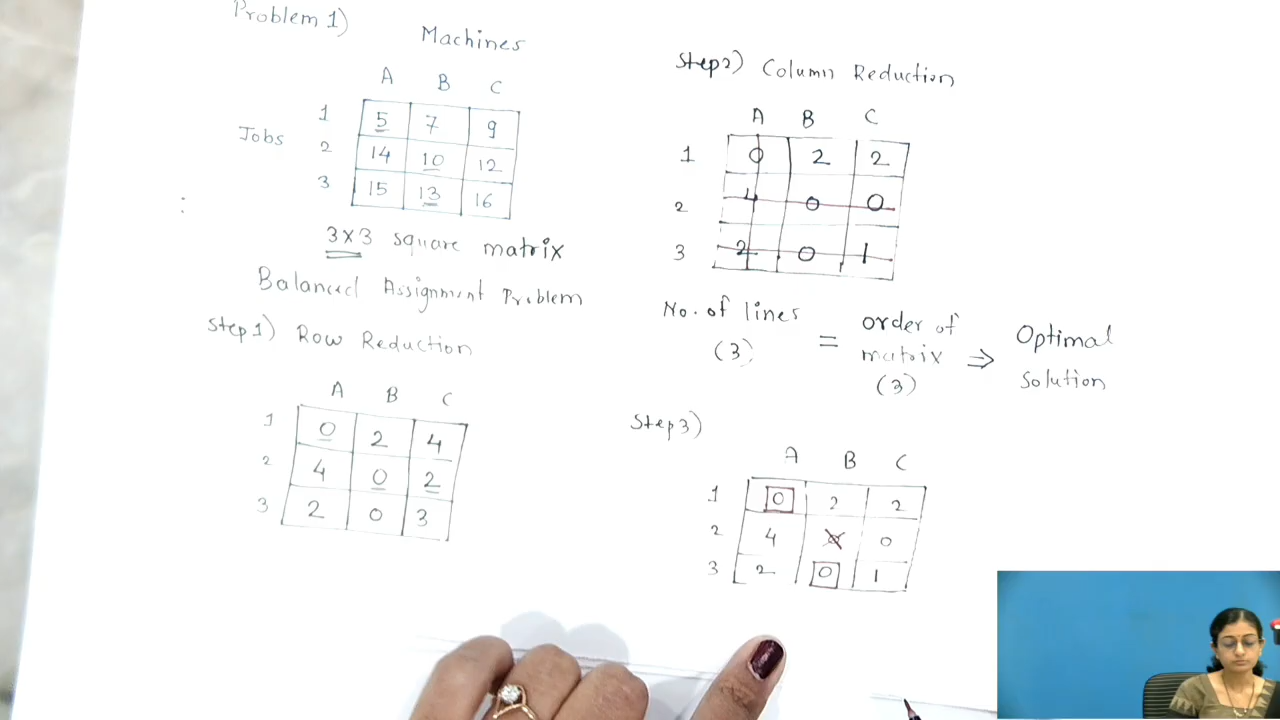 Problem 1)
Machines
A B C
1 5 7 9
Jobs 2 14 10 12
3 15 13 16
3x3 square matrix
Balanced Assignment Problem
Step 1) Row Reduction
A B C
1 0 2 4
2 4 0 2
3 2 0 3
Step 2) Column Reduction
A B C
1 0 2 2
2 4 0 0
3 2 0 1
No. of lines = order of matrix ⇒ Optimal Solution
(3) (3)
Step 3)
A B C
1 0 2 2
2 4 0 0
3 2 0 1